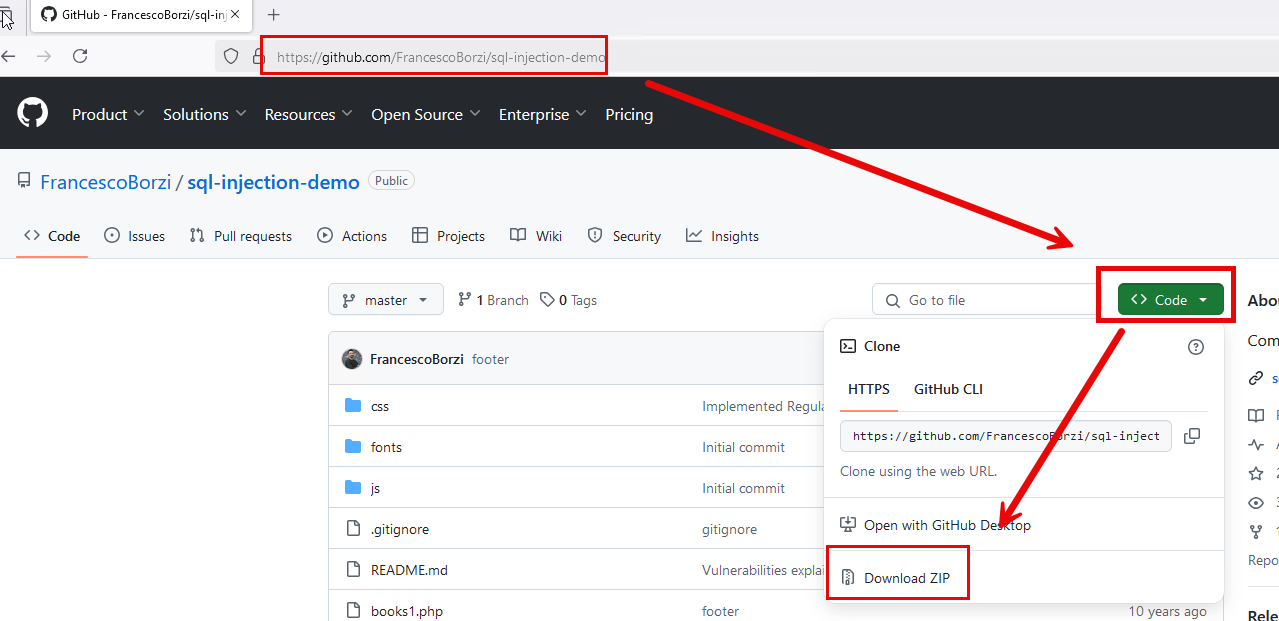 GitHub - FrancescoBorzi/sql-inj
https://github.com/FrancescoBorzi/sql-injection-demo
Product
Solutions
Resources
Open Source
Enterprise
Pricing
FrancescoBorzi / sql-injection-demo Public
Code
Issues
Pull requests
Actions
Projects
Wiki
Security
Insights
master
1 Branch
0 Tags
Go to file
Code
Clone
HTTPS
GitHub CLI
https://github.com/FrancescoBorzi/sql-inject
Clone using the web URL.
Open with GitHub Desktop
Download ZIP
FrancescoBorzi footer
css Implemented Regula
fonts Initial commit
js Initial commit
.gitignore gitignore
README.md Vulnerabilities explai
books1.php footer 10 years ago
Abou
Com
s
Repo
Rele